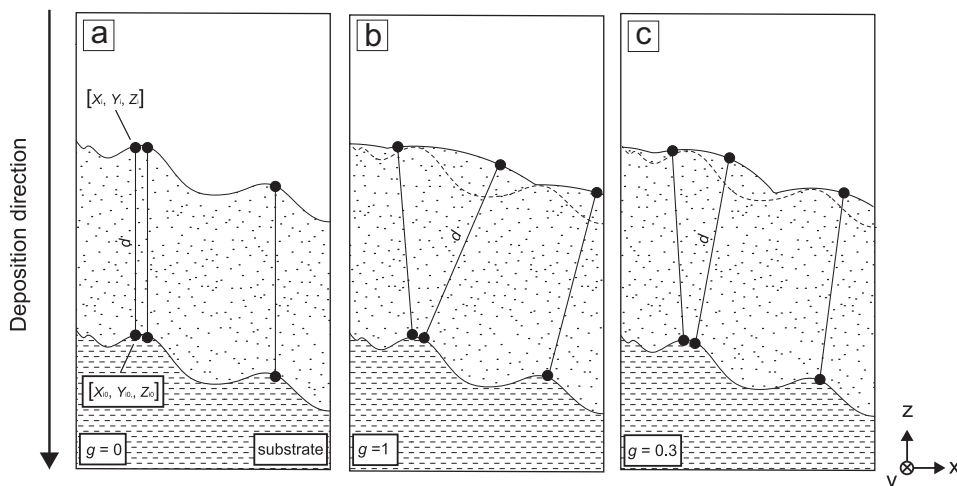 Deposition direction
a
[Xi, Yi, Zi]
d
[Xi0, Yi0, Zi0]
g = 0
substrate
b
d
g =1
c
d
g = 0.3
z
y
x